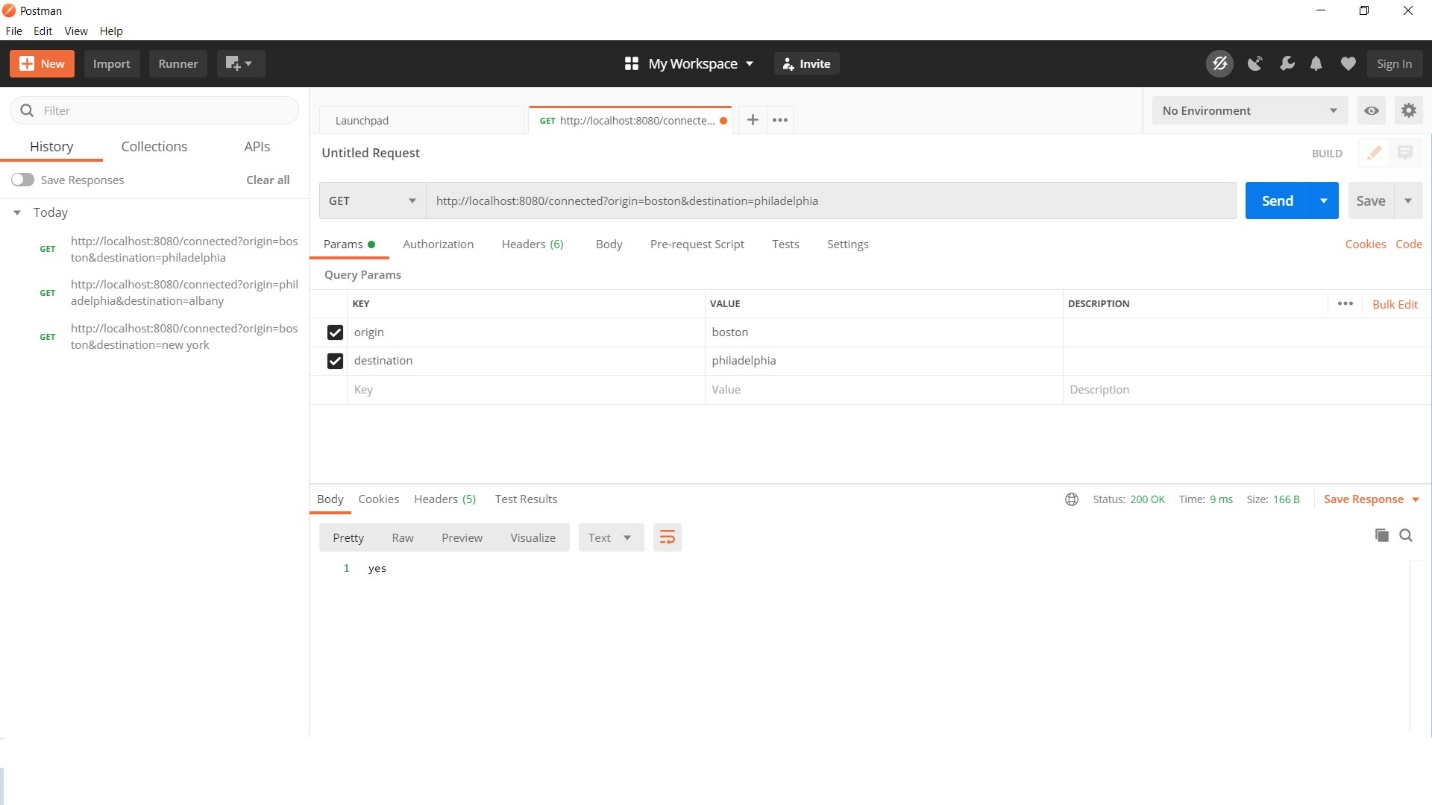 Postman
File Edit View Help
New Import Runner My Workspace Invite Sign In
Filter
History Collections APIs
Save Responses Clear all
Today
GET http://localhost:8080/connected?origin=bos
ton&destination=philadelphia
GET http://localhost:8080/connected?origin=phil
adelphia&destination=albany
GET http://localhost:8080/connected?origin=bos
ton&destination=new york
Launchpad GET http://localhost:8080/connecte... No Environment
Untitled Request BUILD
GET http://localhost:8080/connected?origin=boston&destination=philadelphia Send Save
Params Authorization Headers (6) Body Pre-request Script Tests Settings Cookies Code
Query Params
KEY VALUE DESCRIPTION Bulk Edit
origin boston
destination philadelphia
Key Value Description
Body Cookies Headers (5) Test Results Status: 200 OK Time: 9 ms Size: 166 B Save Response
Pretty Raw Preview Visualize Text
1 yes